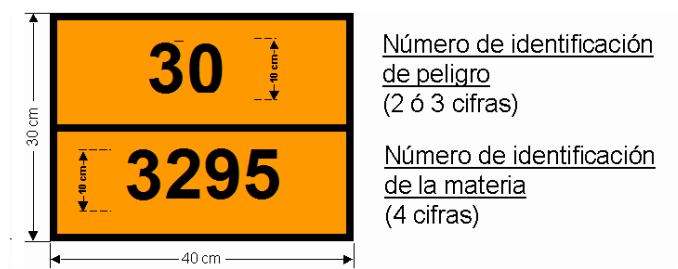 30
10 cm
Número de identificación
de peligro
(2 ó 3 cifras)
30 cm
3295
10 cm
Número de identificación
de la materia
(4 cifras)
40 cm